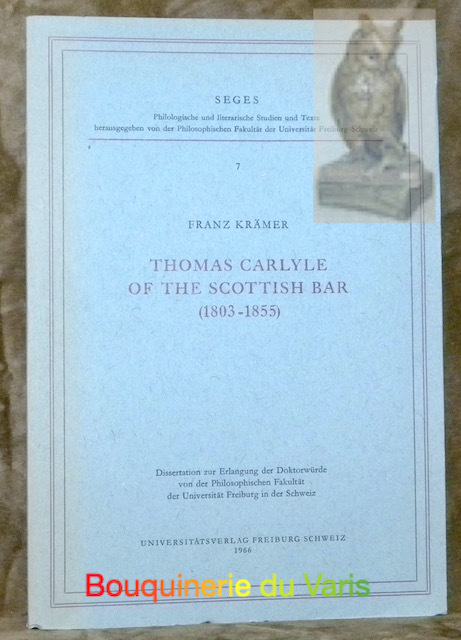 SEGES
Philologische und literarische Studien und Texte
herausgegeben von der Philosophischen Fakultät der Universität Freiburg Schweiz
7
FRANZ KRÄMER
THOMAS CARLYLE
OF THE SCOTTISH BAR
(1803-1855)
Dissertation zur Erlangung der Doktorwürde
von der Philosophischen Fakultät
der Universität Freiburg in der Schweiz
UNIVERSITÄTSVERLAG FREIBURG SCHWEIZ
1966
Bouquinerie du Varis